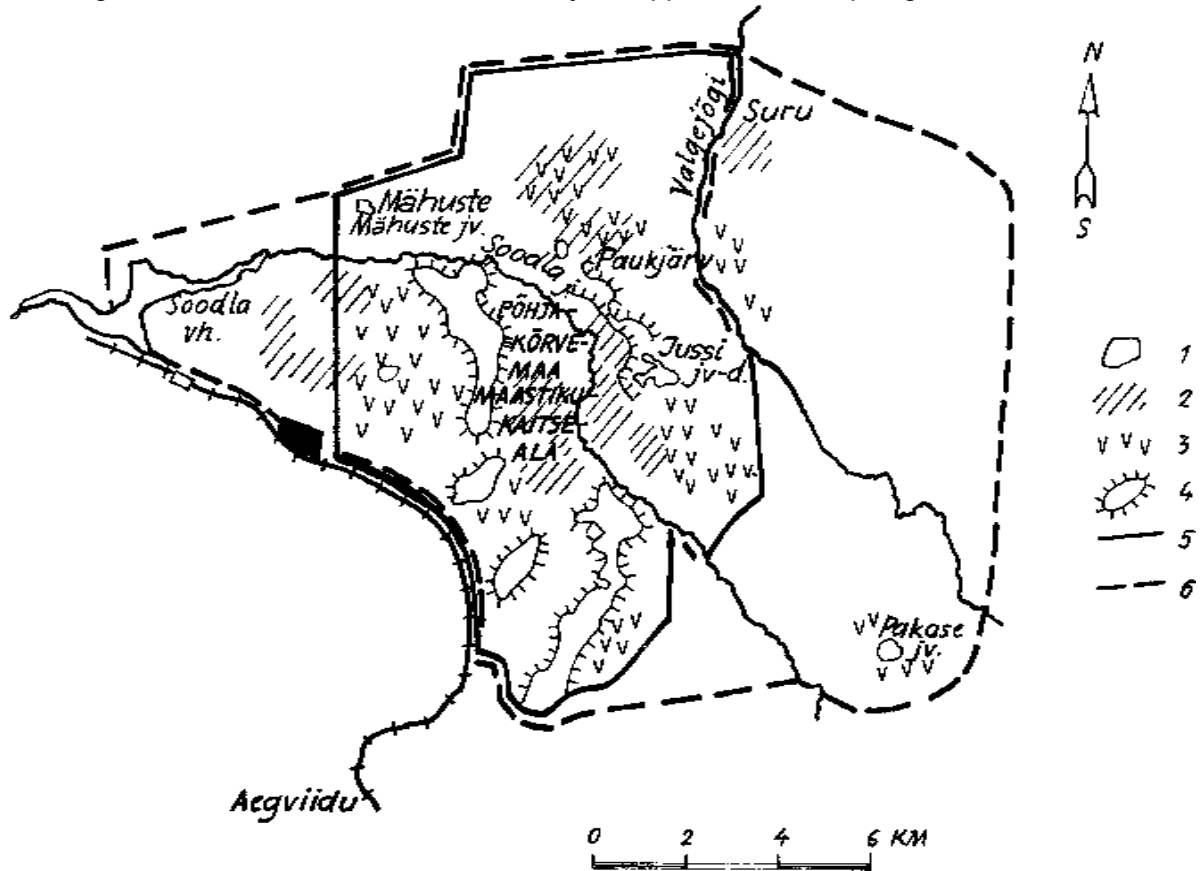 N
S
Valgejõgi
Suru
Mähuste
Mähuste jv.
Soodla j.
Paukjärv
Soodla
vh.
PÕHJA-
KÕRVE-
MAA
MAASTIKU
KAITSE-
ALA
Jussi
jv-d.
1
2
3
4
5
6
Pakase
jv.
Aegviidu
0 2 4 6 KM